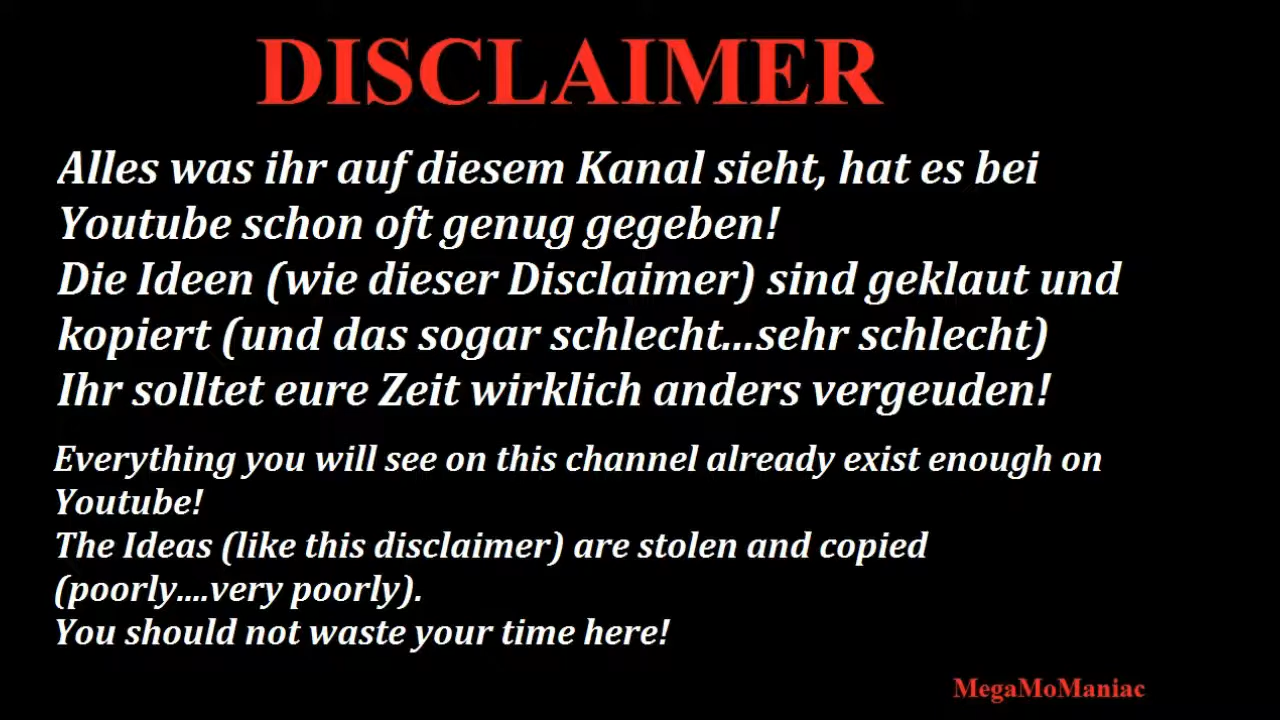 DISCLAIMER
Alles was ihr auf diesem Kanal sieht, hat es bei
Youtube schon oft genug gegeben!
Die Ideen (wie dieser Disclaimer) sind geklaut und
kopiert (und das sogar schlecht...sehr schlecht)
Ihr solltet eure Zeit wirklich anders vergeuden!
Everything you will see on this channel already exist enough on
Youtube!
The Ideas (like this disclaimer) are stolen and copied
(poorly....very poorly).
You should not waste your time here!
MegaMoManiac